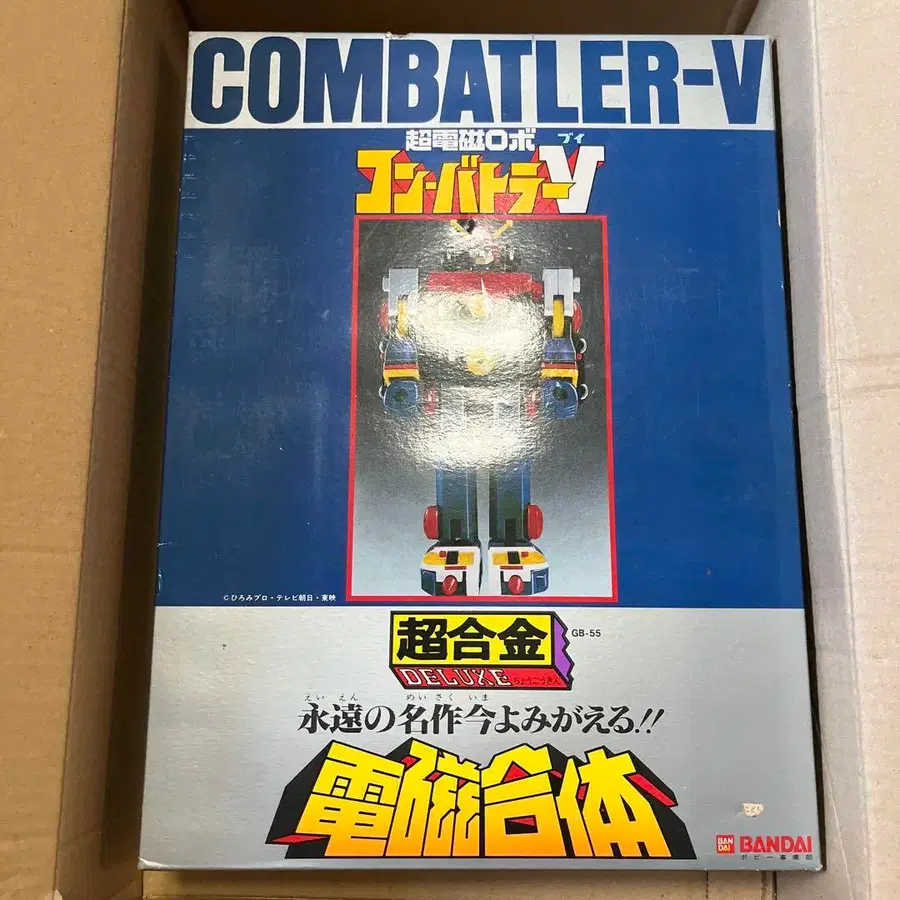 COMBATLER-V
超電磁ロボ ブイ
コン・バトラーV
©ひろみプロ・テレビ朝日・東映
超合金
GB-55
DELUXE ちょうごうきん
えいえん めいさく いま
永遠の名作今よみがえる!!
電磁合体
BAN
DAI
BANDAI
ポピー事業部